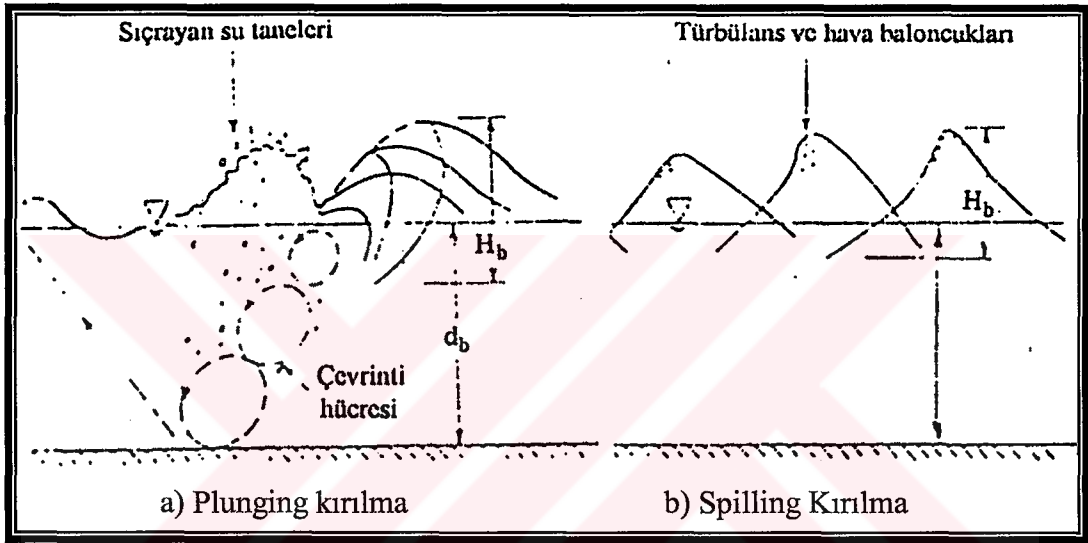 Sıçrayan su taneleri
Türbülans ve hava baloncukları
H_b
H_b
d_b
Çevrinti
hücresi
a) Plunging kırılma
b) Spilling Kırılma